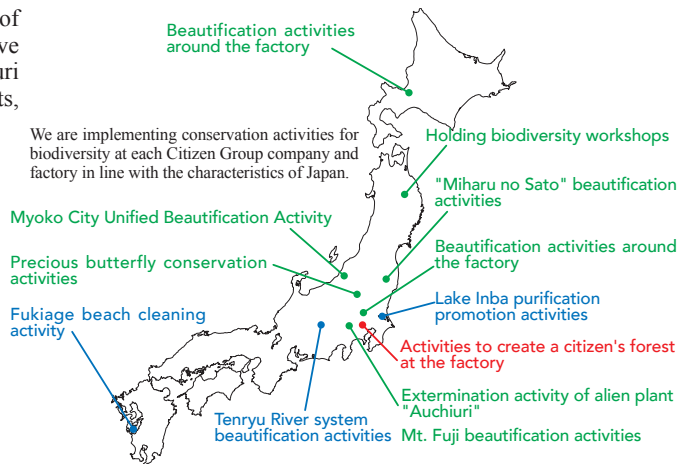 of
ve
uri
ts,
Beautification activities
around the factory
We are implementing conservation activities for
biodiversity at each Citizen Group company and
factory in line with the characteristics of Japan.
Holding biodiversity workshops
"Miharu no Sato" beautification
activities
Myoko City Unified Beautification Activity
Beautification activities around
the factory
Precious butterfly conservation
activities
Lake Inba purification
promotion activities
Fukiage beach cleaning
activity
Activities to create a citizen's forest
at the factory
Extermination activity of alien plant
"Auchiuri"
Tenryu River system
beautification activities
Mt. Fuji beautification activities